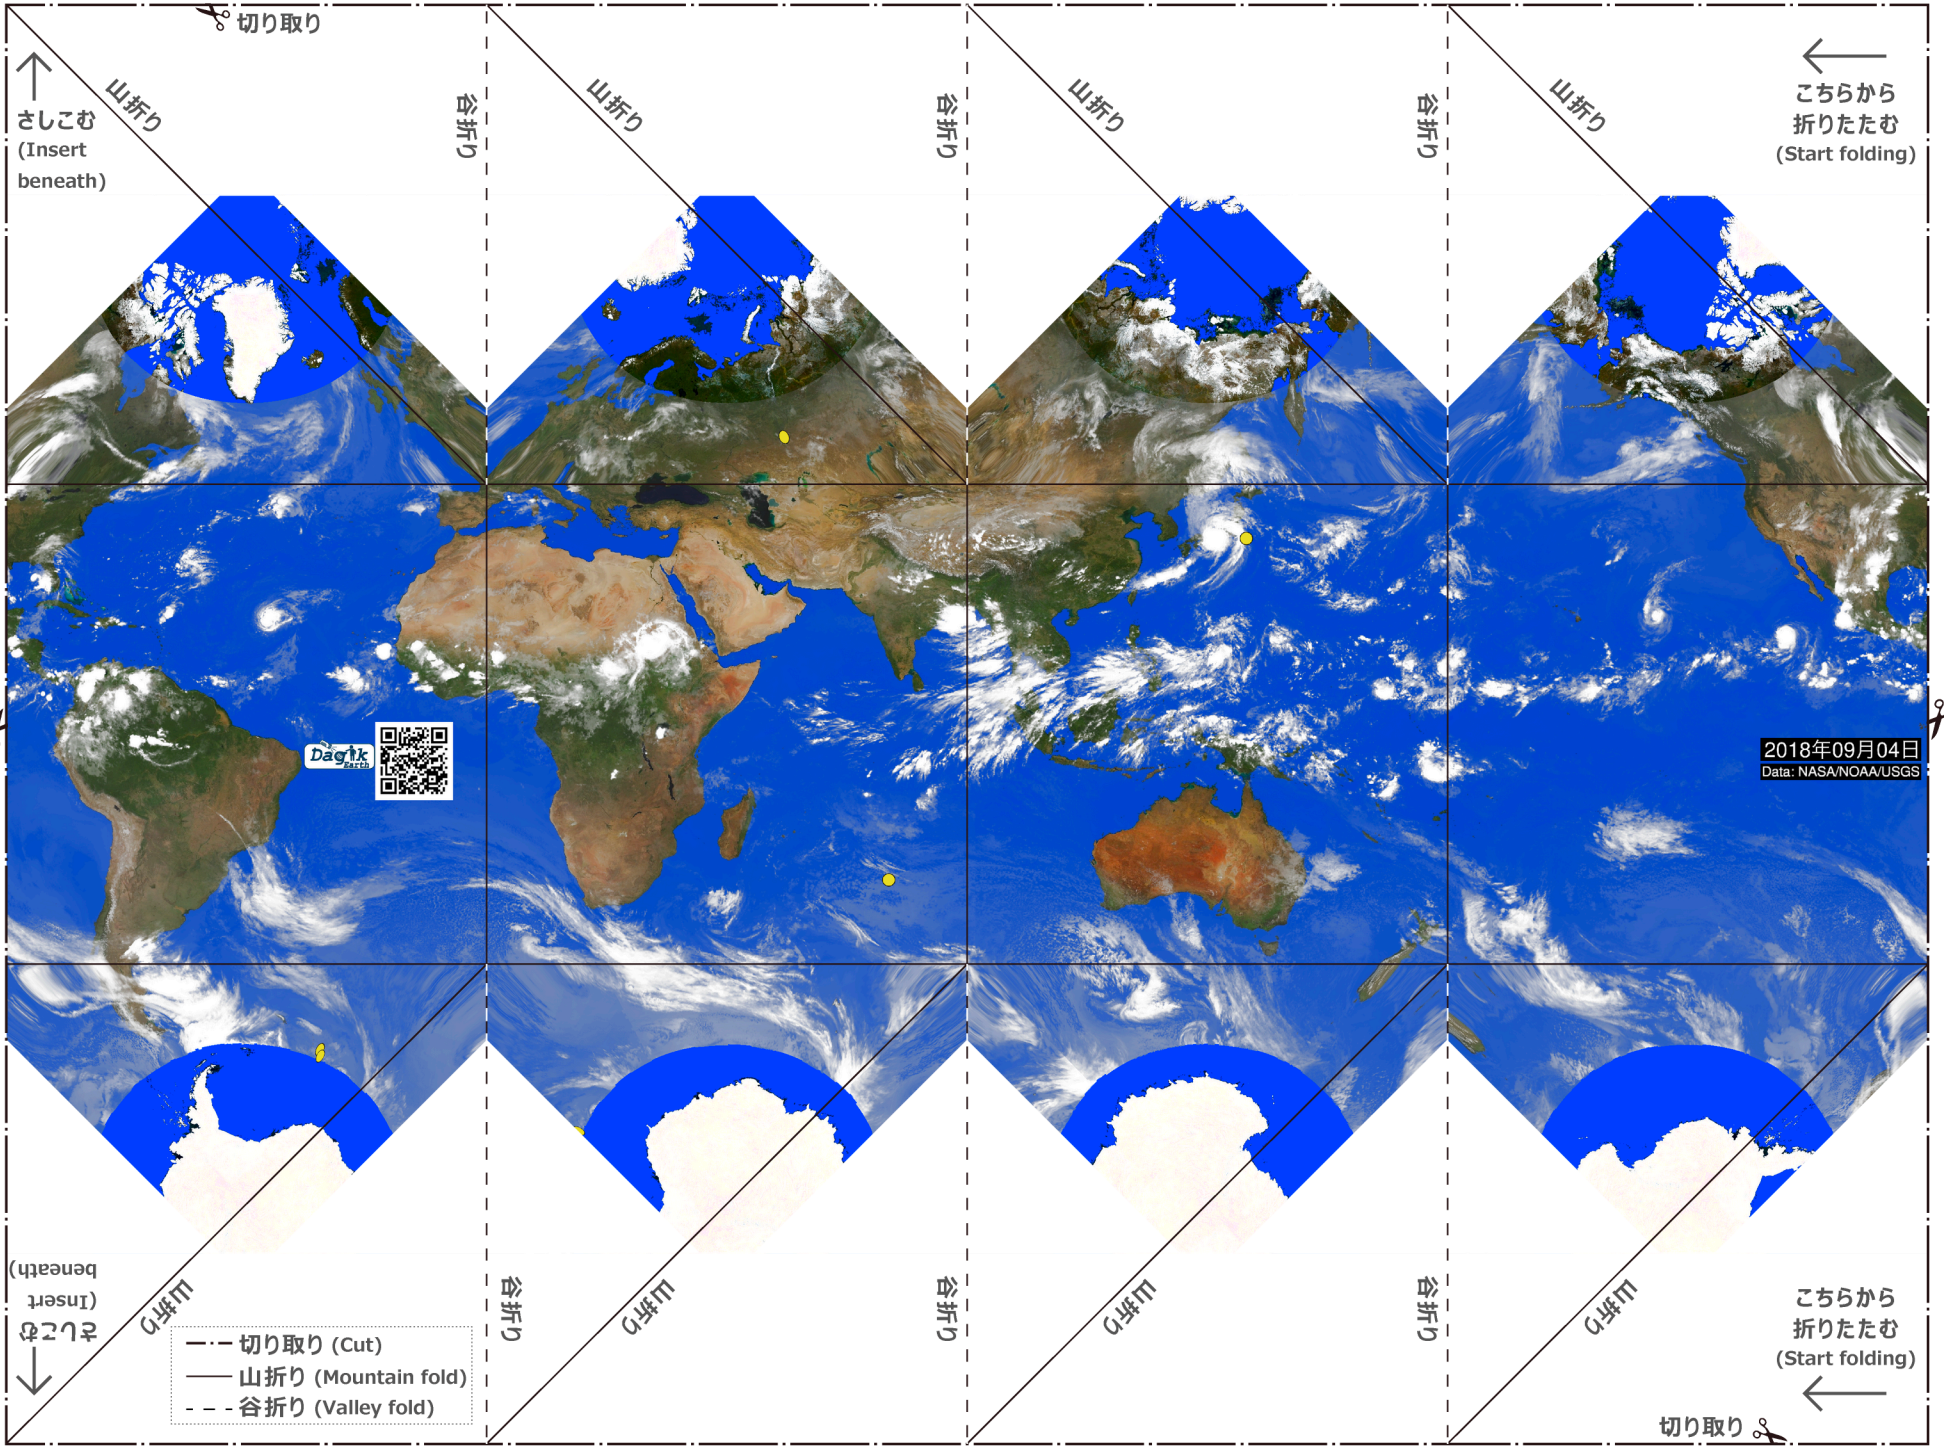 切り取り
山折り
谷折り
山折り
谷折り
山折り
谷折り
山折り
こちらから
折りたたむ
(Start folding)
さしこむ
(Insert
beneath)
Dagik
Earth
2018年09月04日
Data: NASA/NOAA/USGS
さしこむ
(Insert
beneath)
山折り
谷折り
山折り
谷折り
山折り
谷折り
山折り
こちらから
折りたたむ
(Start folding)
切り取り (Cut)
山折り (Mountain fold)
谷折り (Valley fold)
切り取り